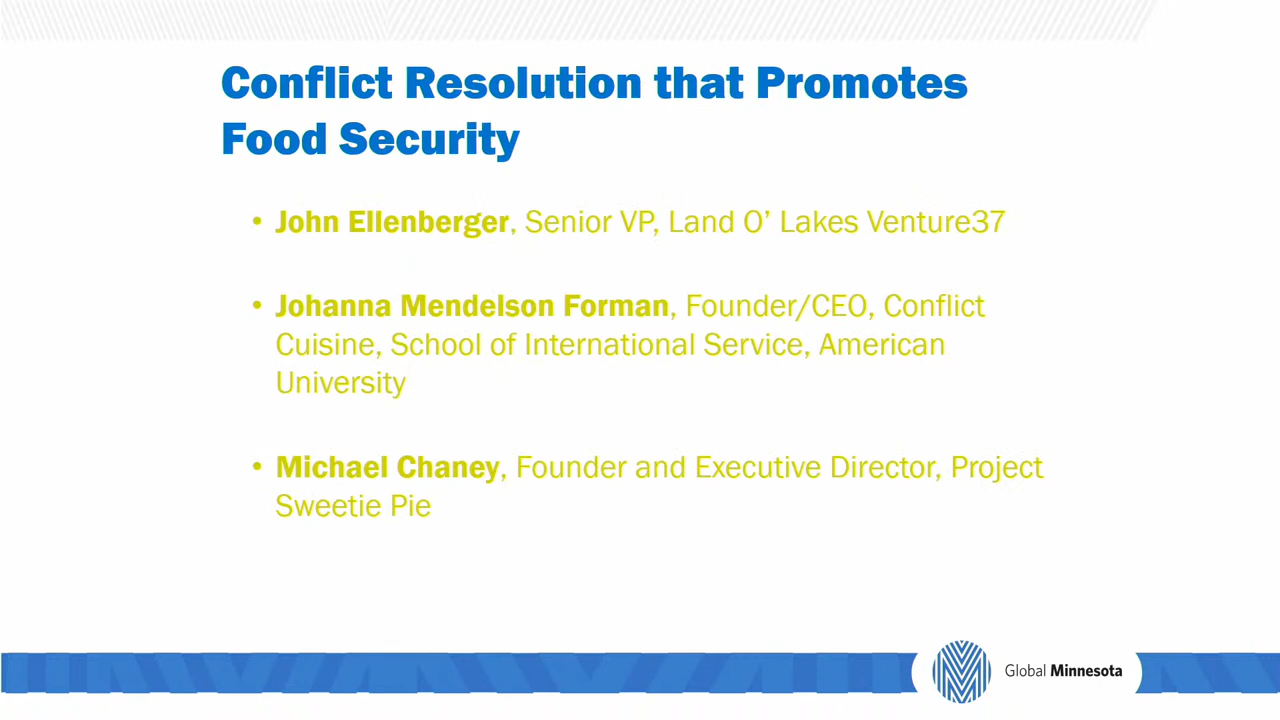 Conflict Resolution that Promotes
Food Security
• John Ellenberger, Senior VP, Land O’ Lakes Venture37
• Johanna Mendelson Forman, Founder/CEO, Conflict
Cuisine, School of International Service, American
University
• Michael Chaney, Founder and Executive Director, Project
Sweetie Pie
Global Minnesota